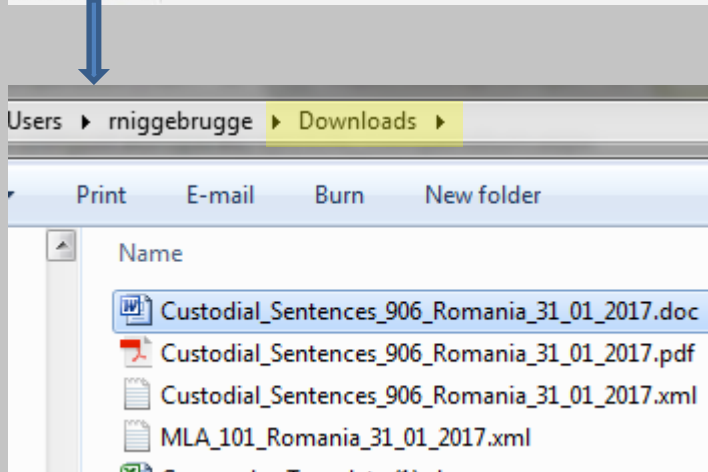 Users ▸ rniggebrugge ▸ Downloads ▸
Print E-mail Burn New folder
Name
Custodial_Sentences_906_Romania_31_01_2017.doc
Custodial_Sentences_906_Romania_31_01_2017.pdf
Custodial_Sentences_906_Romania_31_01_2017.xml
MLA_101_Romania_31_01_2017.xml